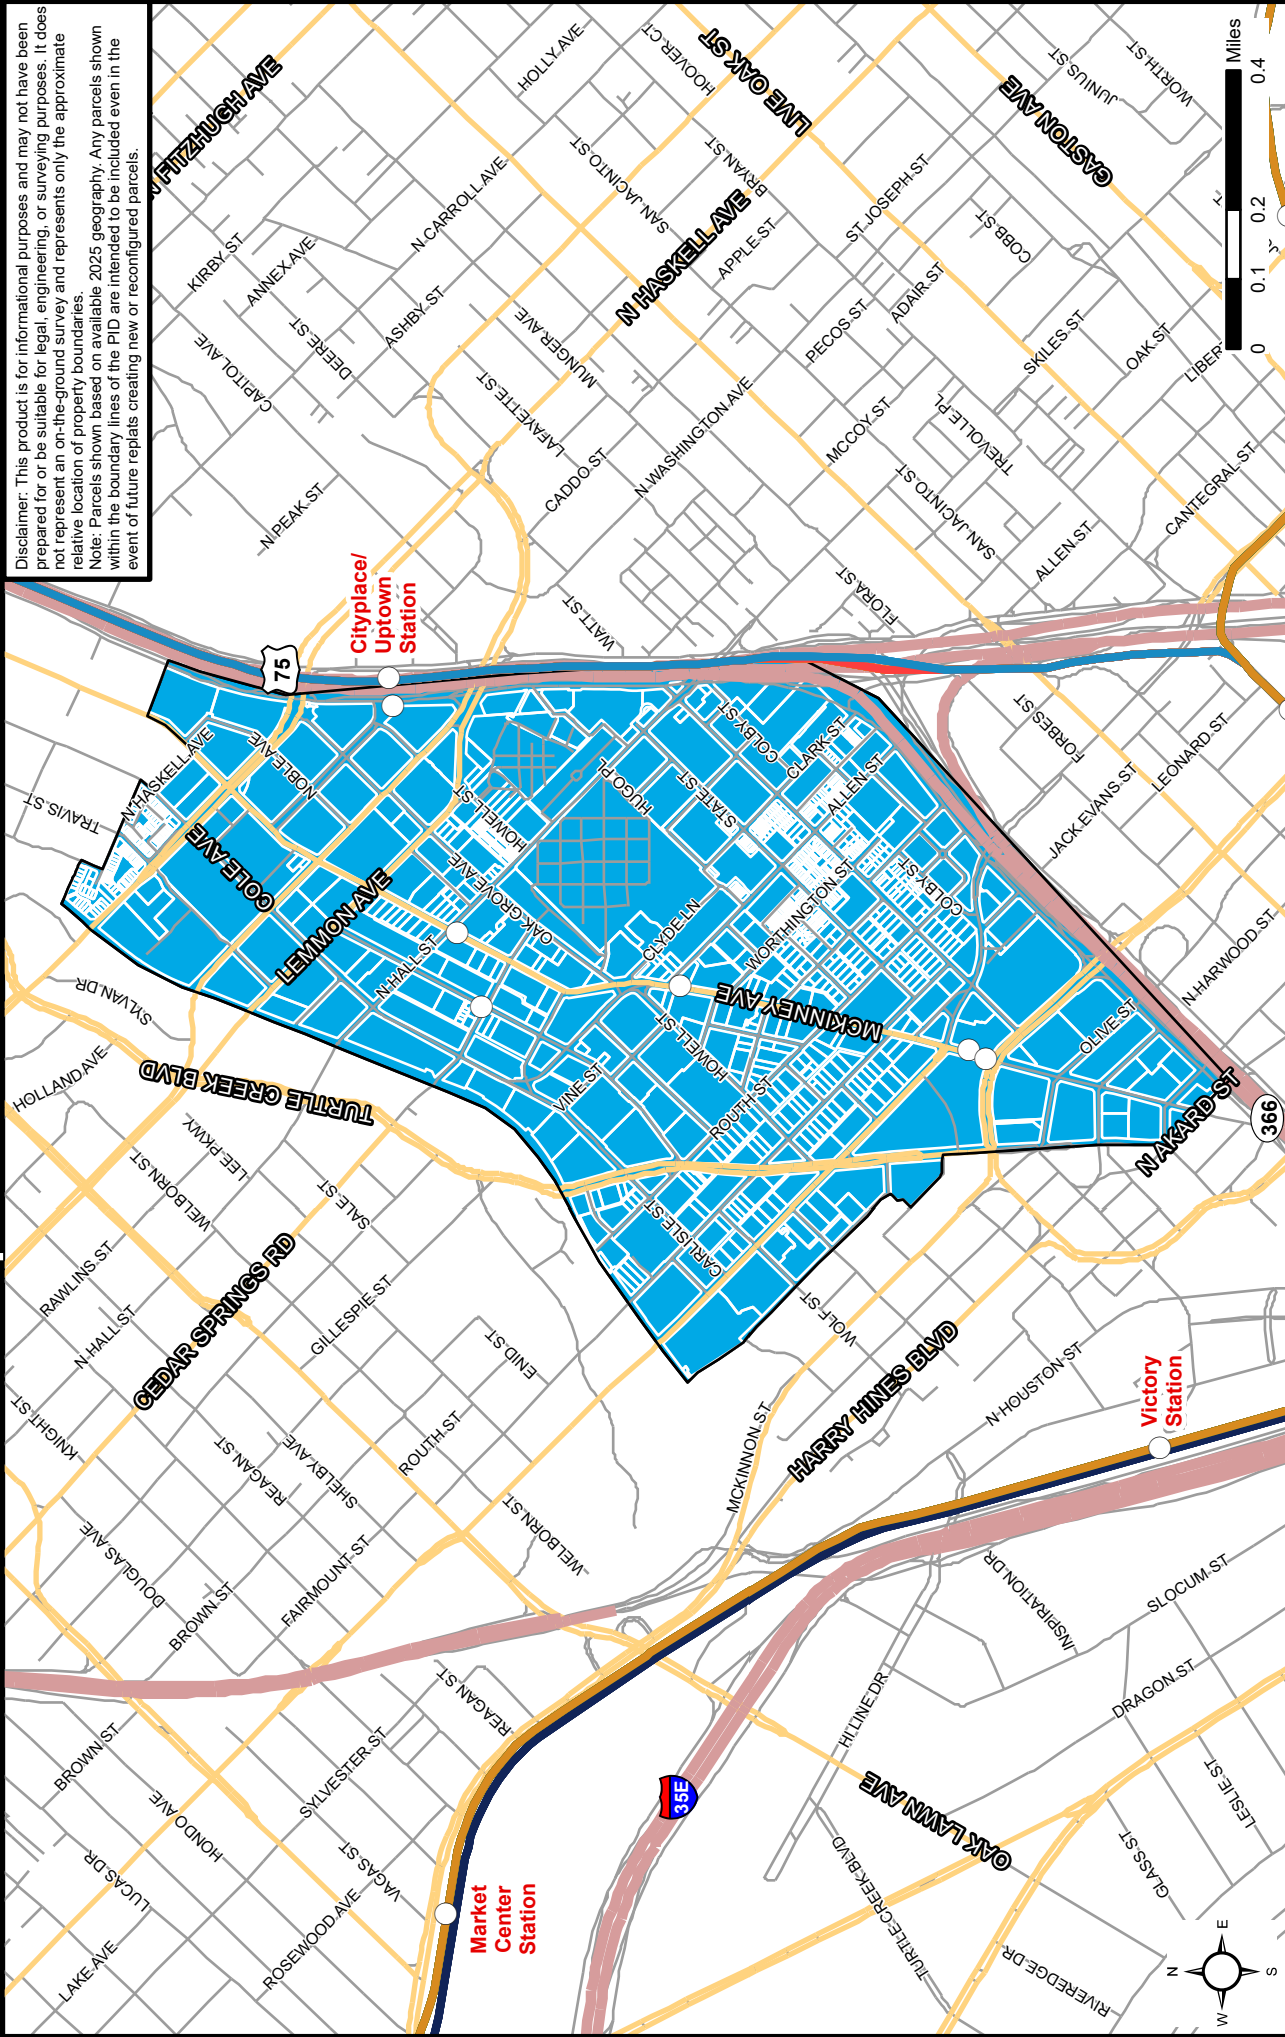 Disclaimer: This product is for informational purposes and may not have been
prepared for or be suitable for legal, engineering, or surveying purposes. It does
not represent an on-the-ground survey and represents only the approximate
relative location of property boundaries.
Note: Parcels shown based on available 2025 geography. Any parcels shown
within the boundary lines of the PID are intended to be included even in the
event of future replats creating new or reconfigured parcels.
LAKE AVE
LUCAS DR
BROWN ST
HONDO AVE
ROSEWOOD AVE
VAGAS ST
SYLVESTER ST
REAGAN ST
Market
Center
Station
DOUGLAS AVE
BROWN ST
FAIRMOUNT ST
KNIGHT ST
REAGAN ST
SHELBY AVE
ROUTH ST
WELBORN ST
RAWLINS ST
N HALL ST
CEDAR SPRINGS RD
GILLESPIE ST
ENID ST
HOLLAND AVE
WELBORN ST
LEE PKWY
SALE ST
SYLVAN DR
TURTLE CREEK BLVD
TRAVIS ST
N HASKELL AVE
COLE AVE
NOBLE AVE
LEMMON AVE
N HALL ST
HOWELL ST
OAK GROVE AVE
75
Cityplace/
Uptown
Station
HUGO PL
CLYDE LN
VINE ST
HOWELL ST
ROUTH ST
CARLISLE ST
MCKINNEY AVE
WORTHINGTON ST
STATE ST
COLBY ST
CLARK ST
ALLEN ST
COLBY ST
OLIVE ST
N AKARD ST
366
N HARWOOD ST
JACK EVANS ST
LEONARD ST
FORBES ST
N FITZHUGH AVE
KIRBY ST
ANNEX AVE
CAPITOL AVE
DEERE ST
ASHBY ST
N CARROLL AVE
HOLLY AVE
N PEAK ST
LAFAYETTE ST
MUNGER AVE
CADDO ST
WATT ST
N HASKELL AVE
SAN JACINTO ST
HOOVER CT
LIVE OAK ST
BRYAN ST
APPLE ST
N WASHINGTON AVE
PECOS ST
ST JOSEPH ST
ADAIR ST
COBB ST
MCCOY ST
SAN JACINTO ST
TREVOLLE PL
FLORA ST
ALLEN ST
SKILES ST
OAK ST
LIBER
CANTEGRAL ST
GASTON AVE
JUNIUS ST
WORTH ST
WOLF ST
HARRY HINES BLVD
MCKINNON ST
N HOUSTON ST
Victory
Station
35E
HI LINE DR
INSPIRATION DR
SLOCUM ST
DRAGON ST
LESLIE ST
GLASS ST
OAK LAWN AVE
TURTLE CREEK BLVD
RIVEREDGE DR
N
W
E
S
0
0.1
0.2
0.4
Miles